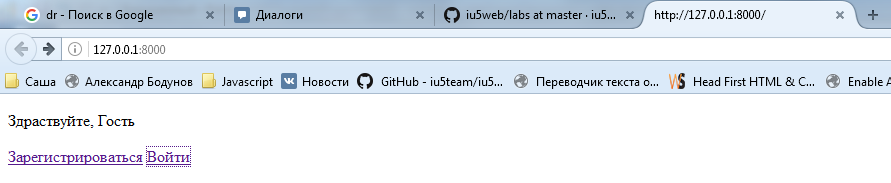 dr - Поиск в Google Диалоги iu5web/labs at master · iu5... http://127.0.0.1:8000/
127.0.0.1:8000
Саша Александр Бодунов Javascript Новости GitHub - iu5team/iu5... Переводчик текста о... Head First HTML & C... Enable A
Здраствуйте, Гость
Зарегистрироваться Войти